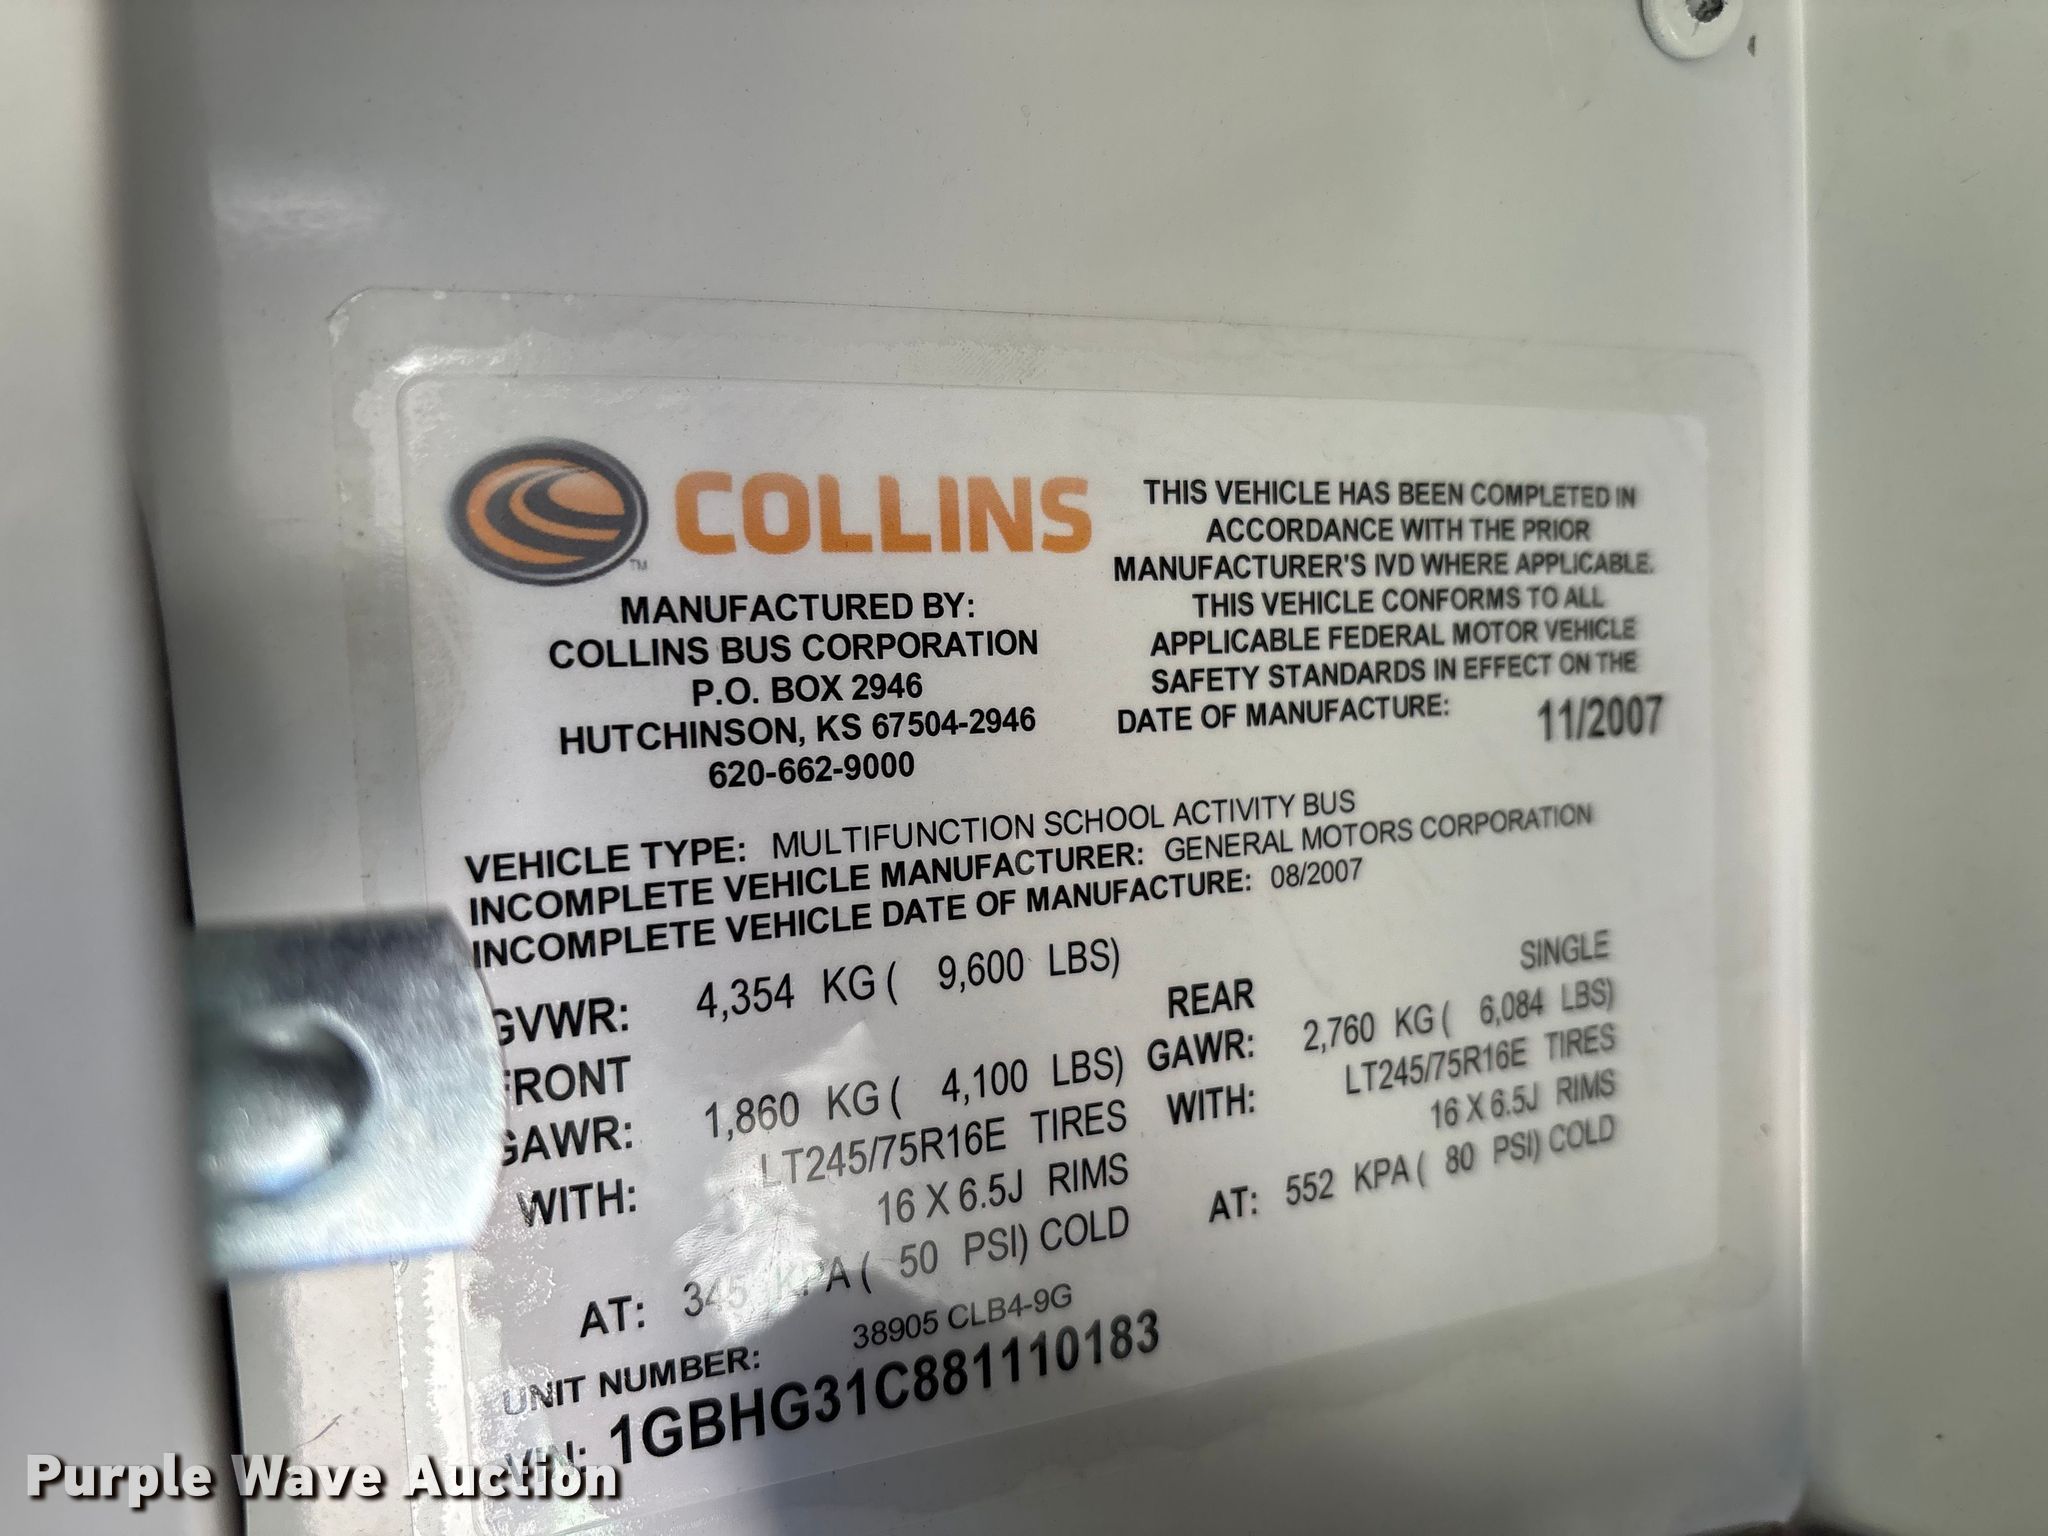 COLLINS
TM
MANUFACTURED BY:
COLLINS BUS CORPORATION
P.O. BOX 2946
HUTCHINSON, KS 67504-2946
620-662-9000
THIS VEHICLE HAS BEEN COMPLETED IN
ACCORDANCE WITH THE PRIOR
MANUFACTURER'S IVD WHERE APPLICABLE.
THIS VEHICLE CONFORMS TO ALL
APPLICABLE FEDERAL MOTOR VEHICLE
SAFETY STANDARDS IN EFFECT ON THE
DATE OF MANUFACTURE: 11/2007
VEHICLE TYPE: MULTIFUNCTION SCHOOL ACTIVITY BUS
INCOMPLETE VEHICLE MANUFACTURER: GENERAL MOTORS CORPORATION
INCOMPLETE VEHICLE DATE OF MANUFACTURE: 08/2007
GVWR: 4,354 KG ( 9,600 LBS)
FRONT
GAWR: 1,860 KG ( 4,100 LBS)
WITH: LT245/75R16E TIRES
16 X 6.5J RIMS
AT: 345 KPA ( 50 PSI) COLD
SINGLE
REAR
GAWR: 2,760 KG ( 6,084 LBS)
WITH: LT245/75R16E TIRES
16 X 6.5J RIMS
AT: 552 KPA ( 80 PSI) COLD
UNIT NUMBER: 38905 CLB4-9G
VIN: 1GBHG31C881110183
Purple Wave Auction